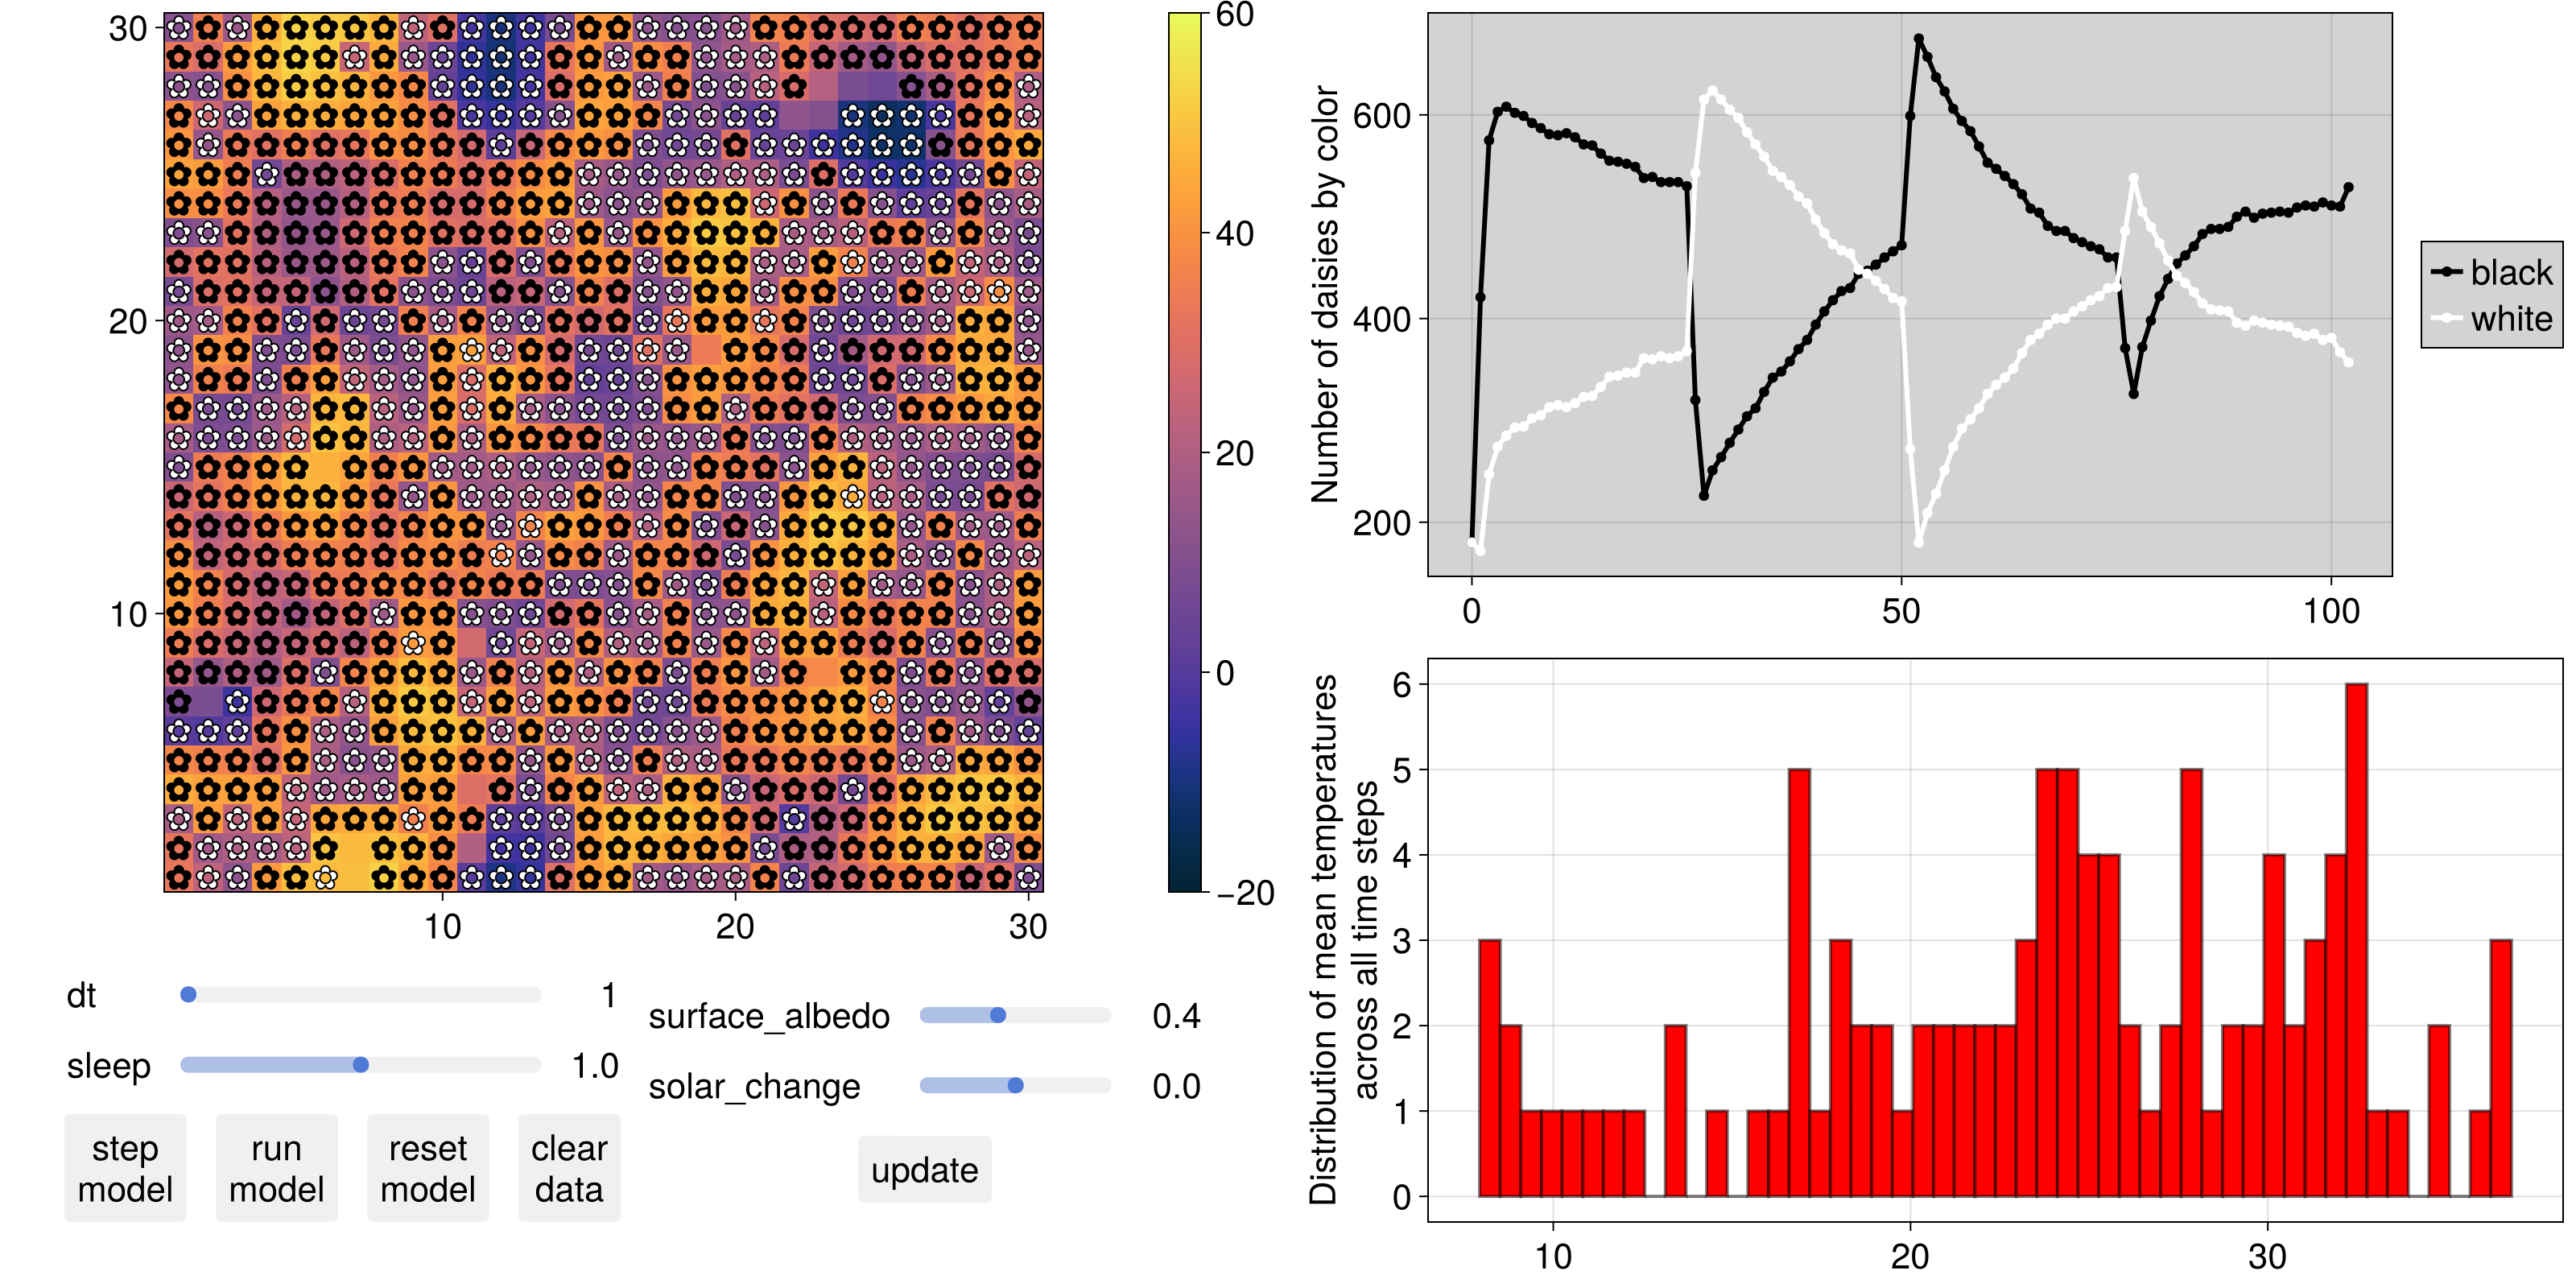 30
20
10
10
20
30
60
40
20
0
−20
dt
1
sleep
1.0
surface_albedo
0.4
solar_change
0.0
step
model
run
model
reset
model
clear
data
update
Number of daisies by color
600
400
200
0
50
100
black
white
Distribution of mean temperatures
across all time steps
6
5
4
3
2
1
0
10
20
30